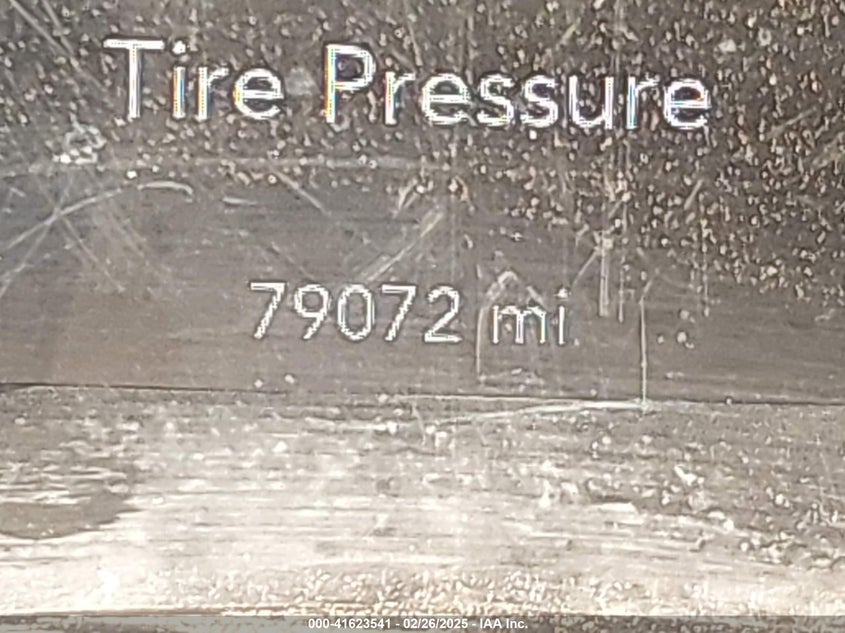 Tire Pressure
79072 mi
000-41623541 - 02/26/2025 - IAA Inc.